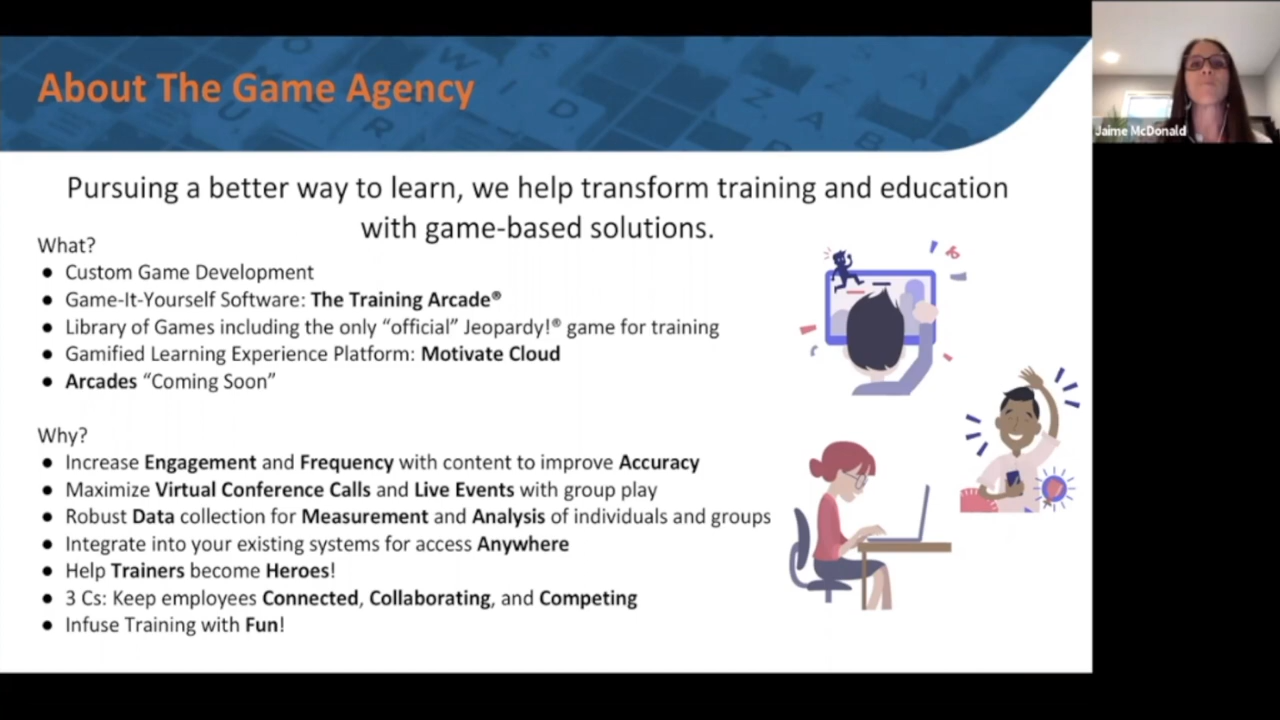 About The Game Agency
Jaime McDonald
Pursuing a better way to learn, we help transform training and education
with game-based solutions.
What?
● Custom Game Development
● Game-It-Yourself Software: The Training Arcade®
● Library of Games including the only “official” Jeopardy!® game for training
● Gamified Learning Experience Platform: Motivate Cloud
● Arcades “Coming Soon”
Why?
● Increase Engagement and Frequency with content to improve Accuracy
● Maximize Virtual Conference Calls and Live Events with group play
● Robust Data collection for Measurement and Analysis of individuals and groups
● Integrate into your existing systems for access Anywhere
● Help Trainers become Heroes!
● 3 Cs: Keep employees Connected, Collaborating, and Competing
● Infuse Training with Fun!